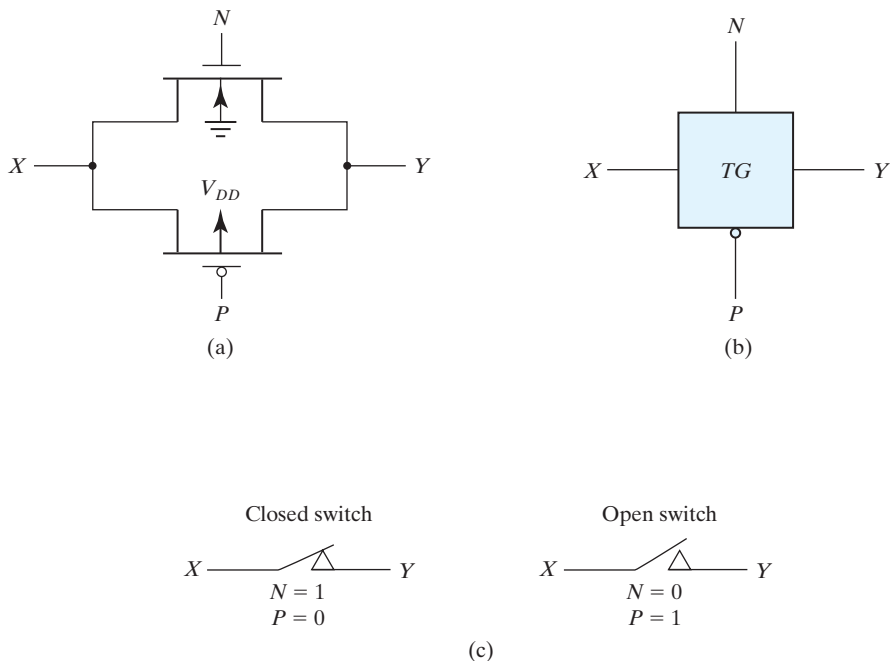 N
X
Y
V_DD
P
(a)
N
X
TG
Y
P
(b)
Closed switch
X
Y
N = 1
P = 0
Open switch
X
Y
N = 0
P = 1
(c)